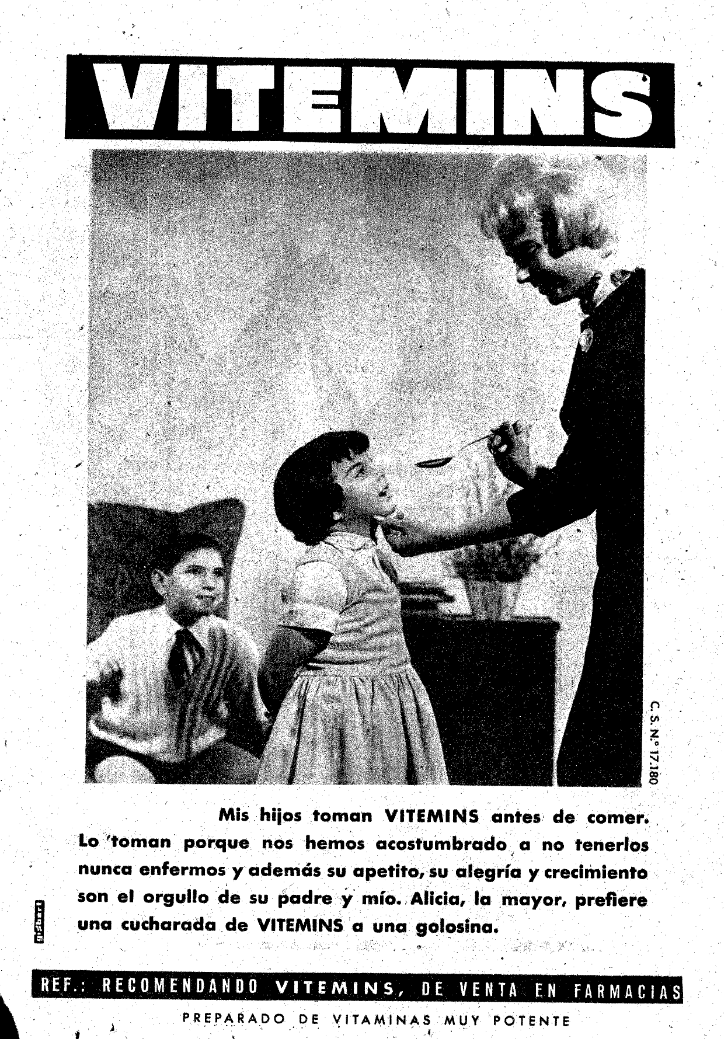 VITEMINS
C. S. N.º 17.180
Mis hijos toman VITEMINS antes de comer.
Lo toman porque nos hemos acostumbrado a no tenerlos
nunca enfermos y además su apetito, su alegría y crecimiento
son el orgullo de su padre y mío. Alicia, la mayor, prefiere
una cucharada de VITEMINS a una golosina.
gisbert
REF.: RECOMENDANDO VITEMINS, DE VENTA EN FARMACIAS
PREPARADO DE VITAMINAS MUY POTENTE